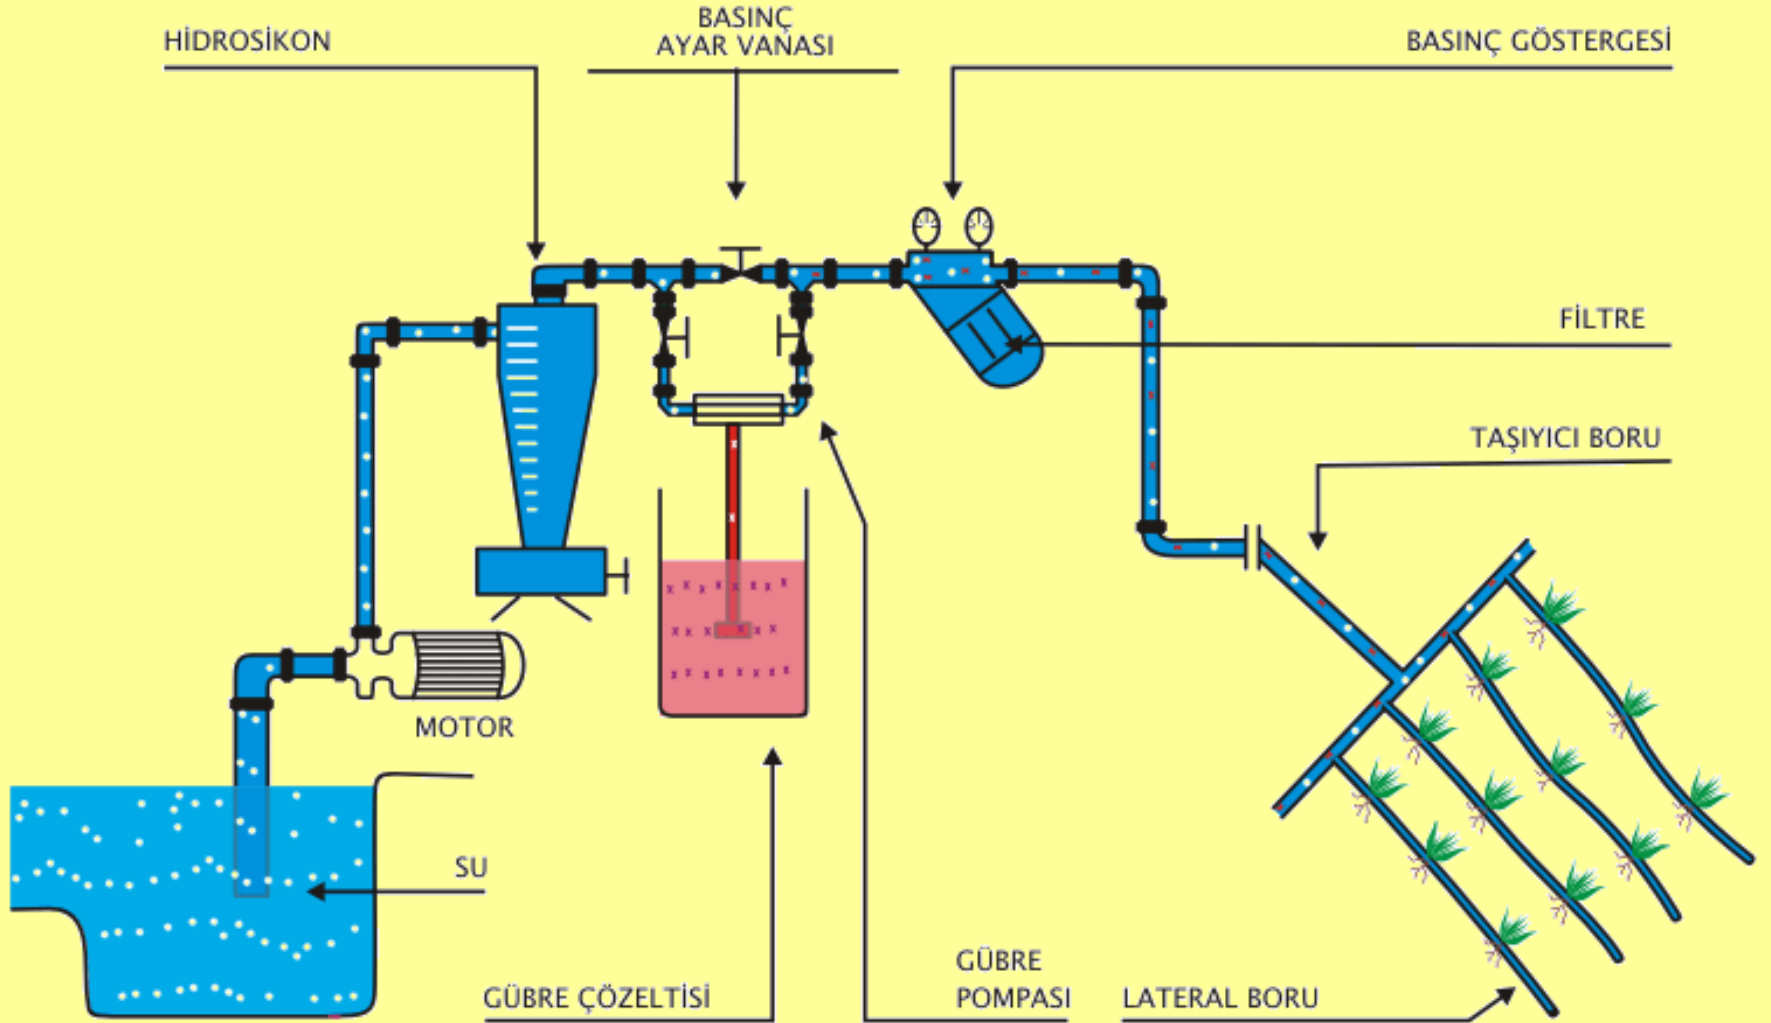 HİDROSİKON
BASINÇ
AYAR VANASI
BASINÇ GÖSTERGESİ
FİLTRE
TAŞIYICI BORU
MOTOR
SU
GÜBRE ÇÖZELTİSİ
GÜBRE
POMPASI
LATERAL BORU